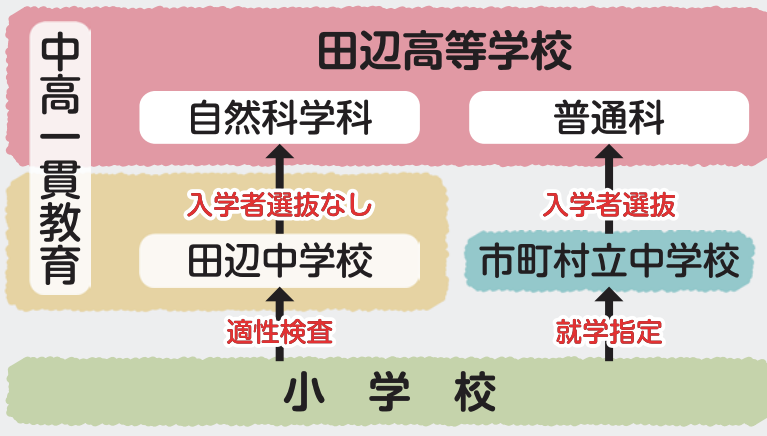 中高一貫教育
田辺高等学校
自然科学科
普通科
入学者選抜なし
入学者選抜
田辺中学校
市町村立中学校
適性検査
就学指定
小学校